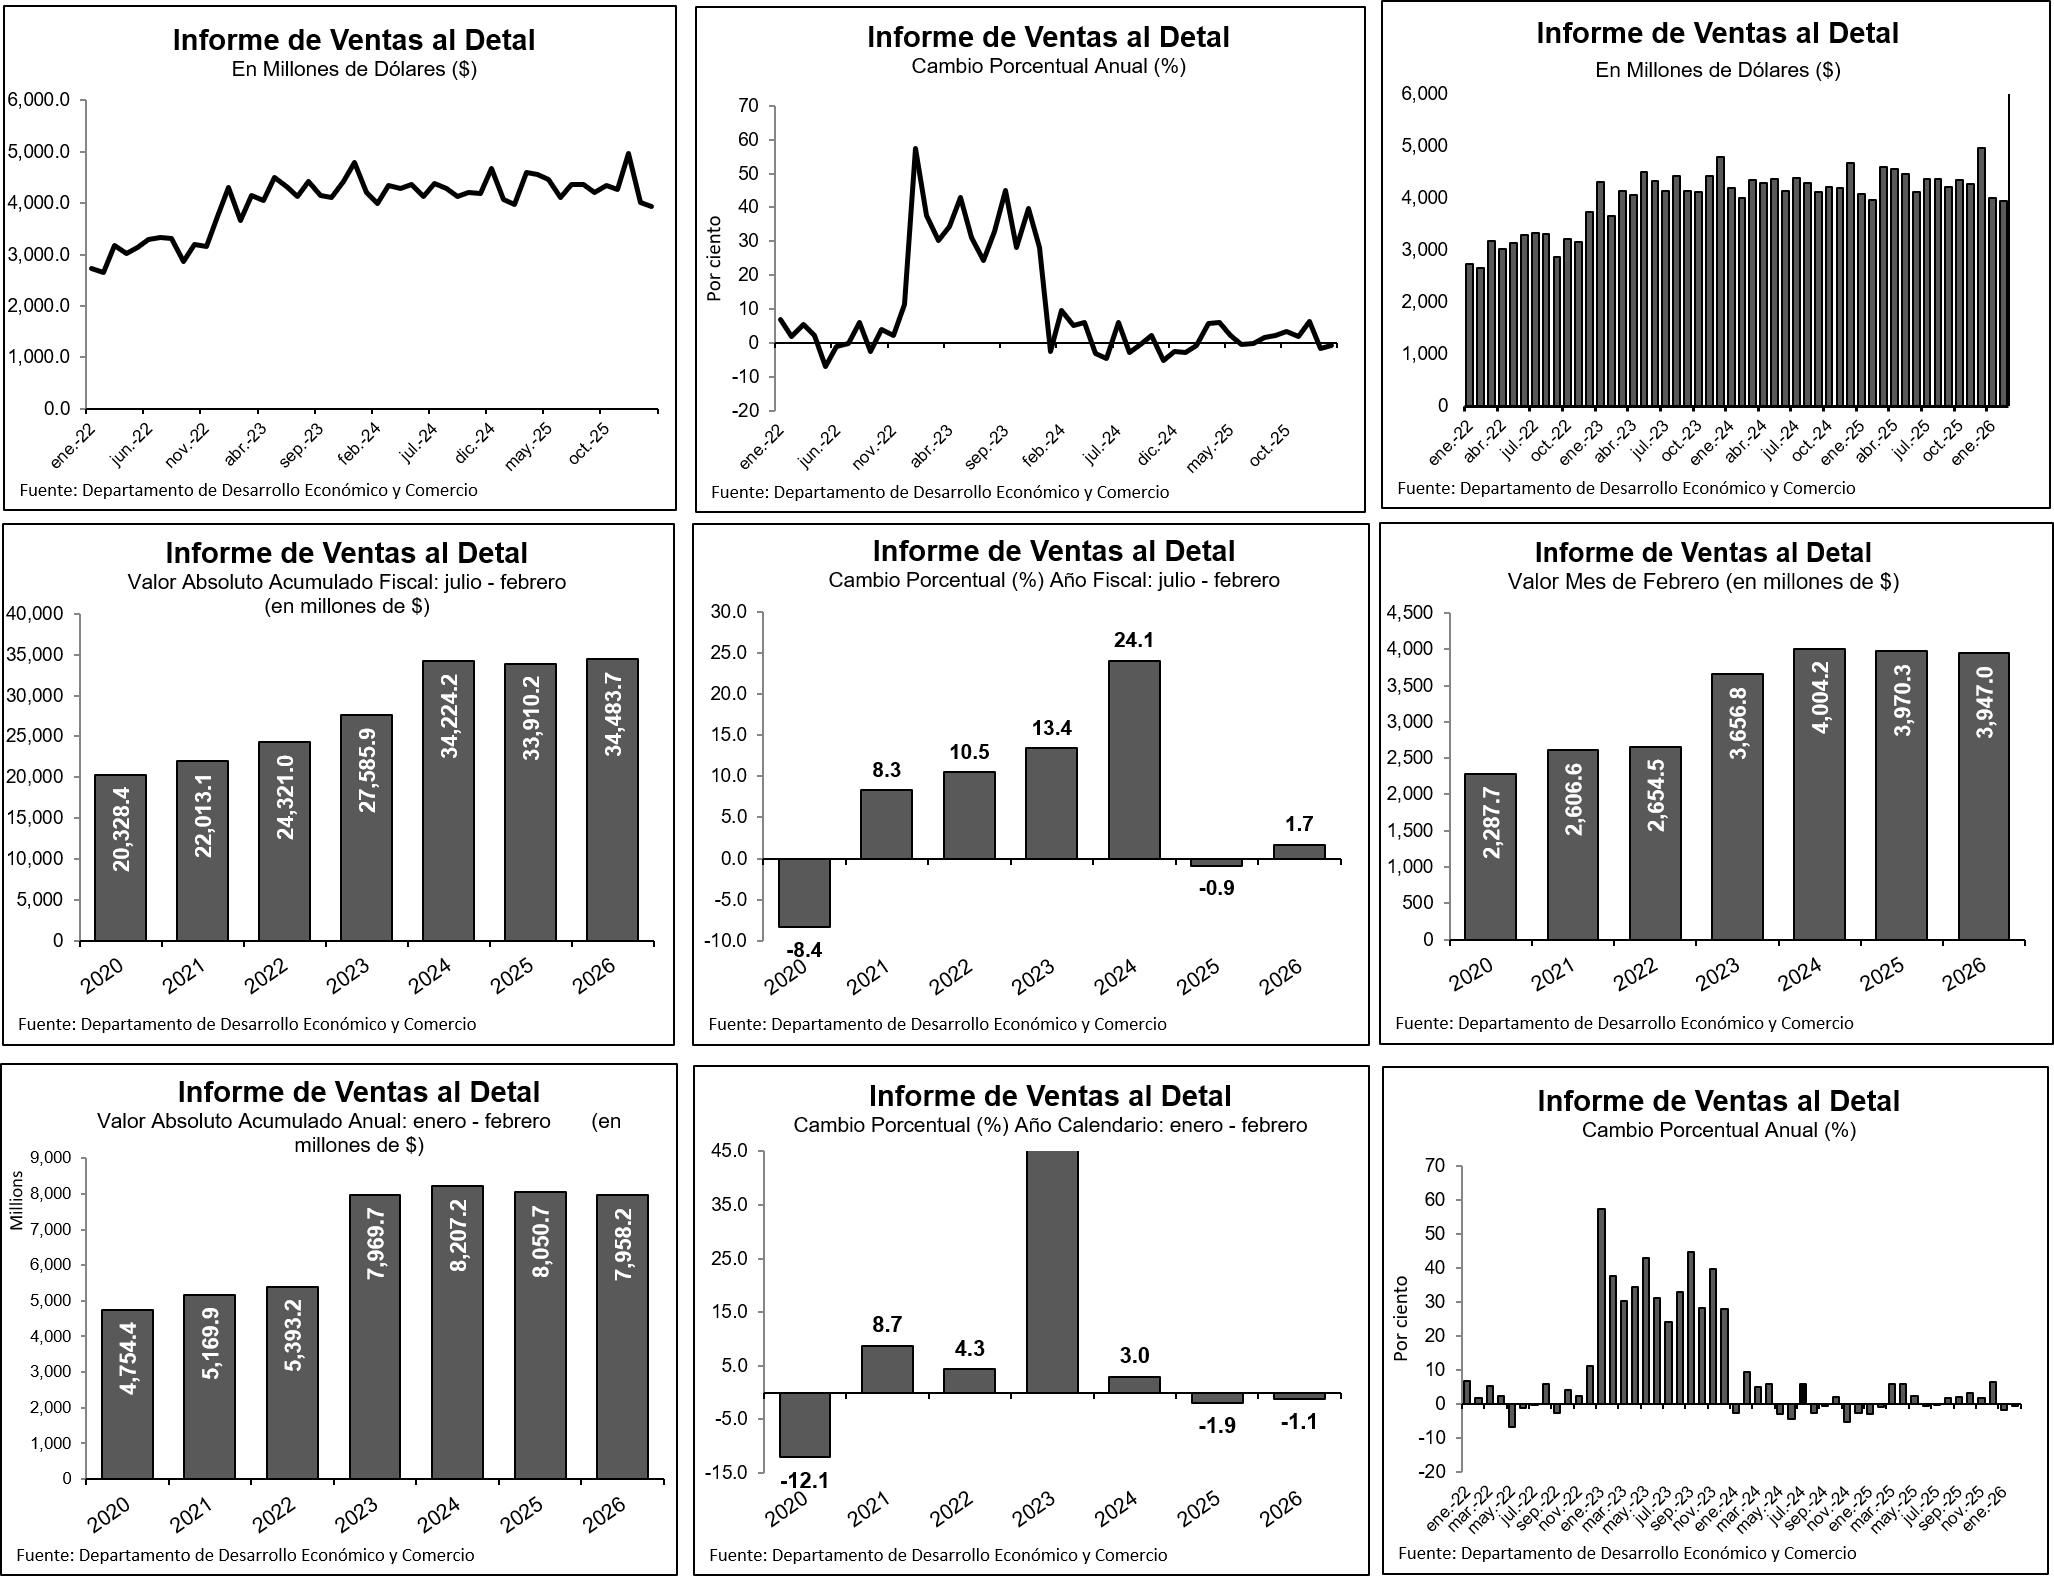 Informe de Ventas al Detal
En Millones de Dólares ($)
6,000.0
5,000.0
4,000.0
3,000.0
2,000.0
1,000.0
0.0
ene.-22
jun.-22
nov.-22
abr.-23
sep.-23
feb.-24
jul.-24
dic.-24
may.-25
oct.-25
Fuente: Departamento de Desarrollo Económico y Comercio
Informe de Ventas al Detal
Cambio Porcentual Anual (%)
Por ciento
70
60
50
40
30
20
10
0
-10
-20
ene.-22
jun.-22
nov.-22
abr.-23
sep.-23
feb.-24
jul.-24
dic.-24
may.-25
oct.-25
Fuente: Departamento de Desarrollo Económico y Comercio
Informe de Ventas al Detal
En Millones de Dólares ($)
6,000
5,000
4,000
3,000
2,000
1,000
0
ene.-22
abr.-22
jul.-22
oct.-22
ene.-23
abr.-23
jul.-23
oct.-23
ene.-24
abr.-24
jul.-24
oct.-24
ene.-25
abr.-25
jul.-25
oct.-25
ene.-26
Fuente: Departamento de Desarrollo Económico y Comercio
Informe de Ventas al Detal
Valor Absoluto Acumulado Fiscal: julio - febrero
(en millones de $)
40,000
35,000
30,000
25,000
20,000
15,000
10,000
5,000
0
20,328.4
22,013.1
24,321.0
27,585.9
34,224.2
33,910.2
34,483.7
2020
2021
2022
2023
2024
2025
2026
Fuente: Departamento de Desarrollo Económico y Comercio
Informe de Ventas al Detal
Cambio Porcentual (%) Año Fiscal: julio - febrero
30.0
25.0
20.0
15.0
10.0
5.0
0.0
-5.0
-10.0
-8.4
8.3
10.5
13.4
24.1
-0.9
1.7
2020
2021
2022
2023
2024
2025
2026
Fuente: Departamento de Desarrollo Económico y Comercio
Informe de Ventas al Detal
Valor Mes de Febrero (en millones de $)
4,500
4,000
3,500
3,000
2,500
2,000
1,500
1,000
500
0
2,287.7
2,606.6
2,654.5
3,656.8
4,004.2
3,970.3
3,947.0
2020
2021
2022
2023
2024
2025
2026
Fuente: Departamento de Desarrollo Económico y Comercio
Informe de Ventas al Detal
Valor Absoluto Acumulado Anual: enero - febrero (en
millones de $)
Millions
9,000
8,000
7,000
6,000
5,000
4,000
3,000
2,000
1,000
0
4,754.4
5,169.9
5,393.2
7,969.7
8,207.2
8,050.7
7,958.2
2020
2021
2022
2023
2024
2025
2026
Fuente: Departamento de Desarrollo Económico y Comercio
Informe de Ventas al Detal
Cambio Porcentual (%) Año Calendario: enero - febrero
45.0
35.0
25.0
15.0
5.0
-5.0
-15.0
-12.1
8.7
4.3
3.0
-1.9
-1.1
2020
2021
2022
2023
2024
2025
2026
Fuente: Departamento de Desarrollo Económico y Comercio
Informe de Ventas al Detal
Cambio Porcentual Anual (%)
Por ciento
70
60
50
40
30
20
10
0
-10
-20
ene.-22
mar.-22
may.-22
jul.-22
sep.-22
nov.-22
ene.-23
mar.-23
may.-23
jul.-23
sep.-23
nov.-23
ene.-24
mar.-24
may.-24
jul.-24
sep.-24
nov.-24
ene.-25
mar.-25
may.-25
jul.-25
sep.-25
nov.-25
ene.-26
Fuente: Departamento de Desarrollo Económico y Comercio